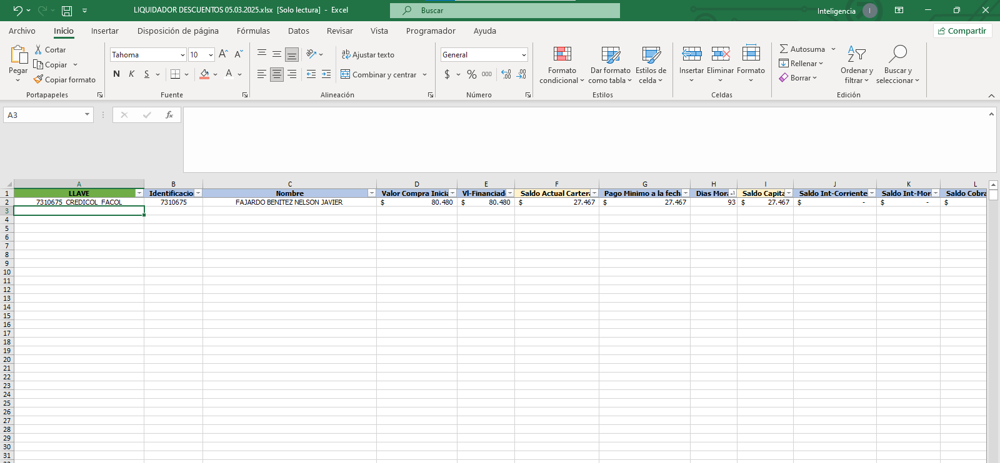 LIQUIDADOR DESCUENTOS 05.03.2025.xlsx [Solo lectura] - Excel
Buscar
Inteligencia I
Archivo Inicio Insertar Disposición de página Fórmulas Datos Revisar Vista Programador Ayuda
Compartir
Pegar
Cortar
Copiar
Copiar formato
Portapapeles
Tahoma 10
N K S
Fuente
Ajustar texto
Combinar y centrar
Alineación
General
$ % 000
Número
Formato condicional
Dar formato como tabla
Estilos de celda
Estilos
Insertar Eliminar Formato
Celdas
Autosuma
Rellenar
Borrar
Ordenar y filtrar
Buscar y seleccionar
Edición
A3
fx
A B C D E F G H I J K L
1 LLAVE Identificacio Nombre Valor Compra Inicia Vl-Financiado Saldo Actual Cartera Pago Minimo a la fech Dias Mora Saldo Capita Saldo Int-Corriente Saldo Int-Mor Saldo Cobra
2 7310675 CREDICOL FACOL 7310675 FAJARDO BENITEZ NELSON JAVIER $ 80.480 $ 80.480 $ 27.467 $ 27.467 93 $ 27.467 $ - $ - $
3
4
5
6
7
8
9
10
11
12
13
14
15
16
17
18
19
20
21
22
23
24
25
26
27
28
29
30
31